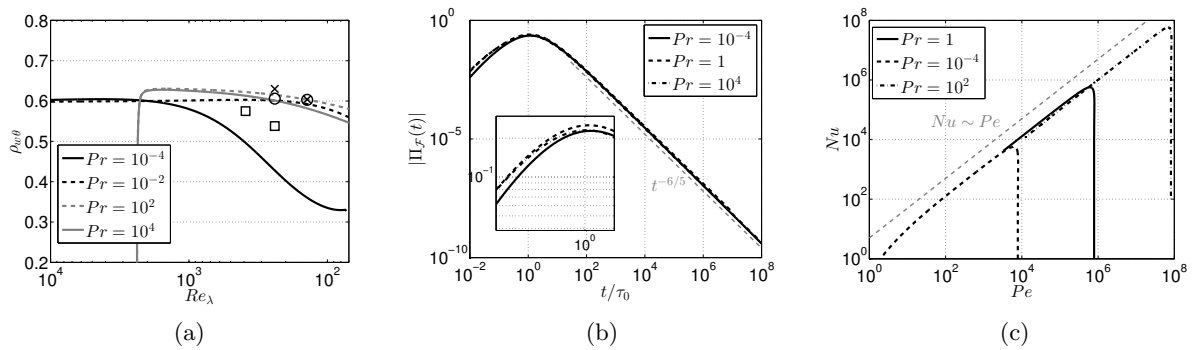 0.8
0.7
0.6
0.5
0.4
0.3
0.2
ρ_{wθ}
Pr = 10^{-4}
Pr = 10^{-2}
Pr = 10^{2}
Pr = 10^{4}
10^4
10^3
10^2
Re_λ
(a)
10^0
10^{-5}
10^{-10}
|Π_F(t)|
Pr = 10^{-4}
Pr = 1
Pr = 10^4
10^{-1}
10^0
t^{-6/5}
10^{-2}
10^0
10^2
10^4
10^6
10^8
t/τ_0
(b)
10^8
10^6
10^4
10^2
10^0
Nu
Pr = 1
Pr = 10^{-4}
Pr = 10^2
Nu ∼ Pe
10^0
10^2
10^4
10^6
10^8
Pe
(c)